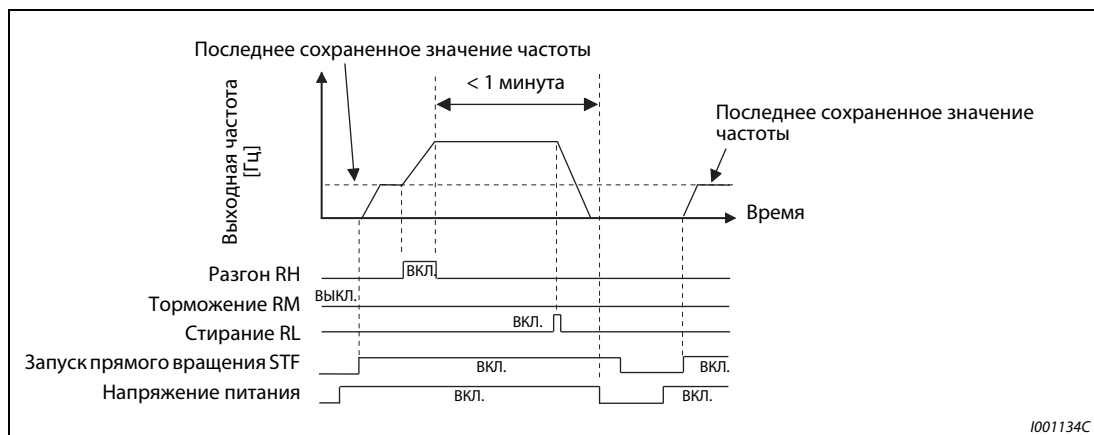 Последнее сохраненное значение частоты
< 1 минута
Последнее сохраненное значение
частоты
Выходная частота
[Гц]
Время
Разгон RH
ВКЛ.
Торможение RM
ВЫКЛ.
Стирание RL
ВКЛ.
Запуск прямого вращения STF
ВКЛ.
ВКЛ.
Напряжение питания
ВКЛ.
ВКЛ.
I001134C